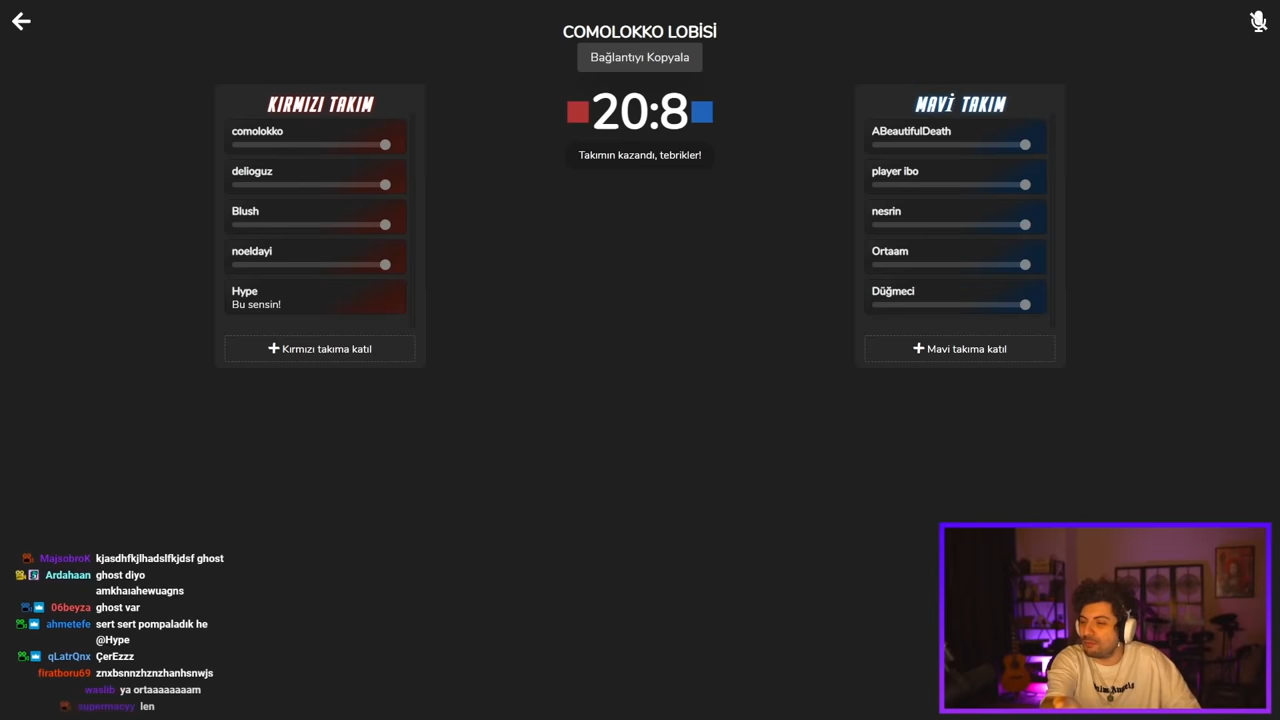 COMOLOKKO LOBİSİ
Bağlantıyı Kopyala
KIRMIZI TAKIM
comolokko
delioguz
Blush
noeldayi
Hype
Bu sensin!
+ Kırmızı takıma katıl
20:8
Takımın kazandı, tebrikler!
MAVİ TAKIM
ABeautifulDeath
player ibo
nesrin
Ortaam
Düğmeci
+ Mavi takıma katıl
MajsobroK kjasdhfkjlhadslfkjdsf ghost
Ardahaan ghost diyo
amkhaıahewuagns
06beyza ghost var
ahmetefe sert sert pompaladık he
@Hype
qLatrQnx ÇerEzzz
firatboru69 znxbsnnzhznzhanhsnwjs
waslib ya ortaaaaaaam
supermacyy len